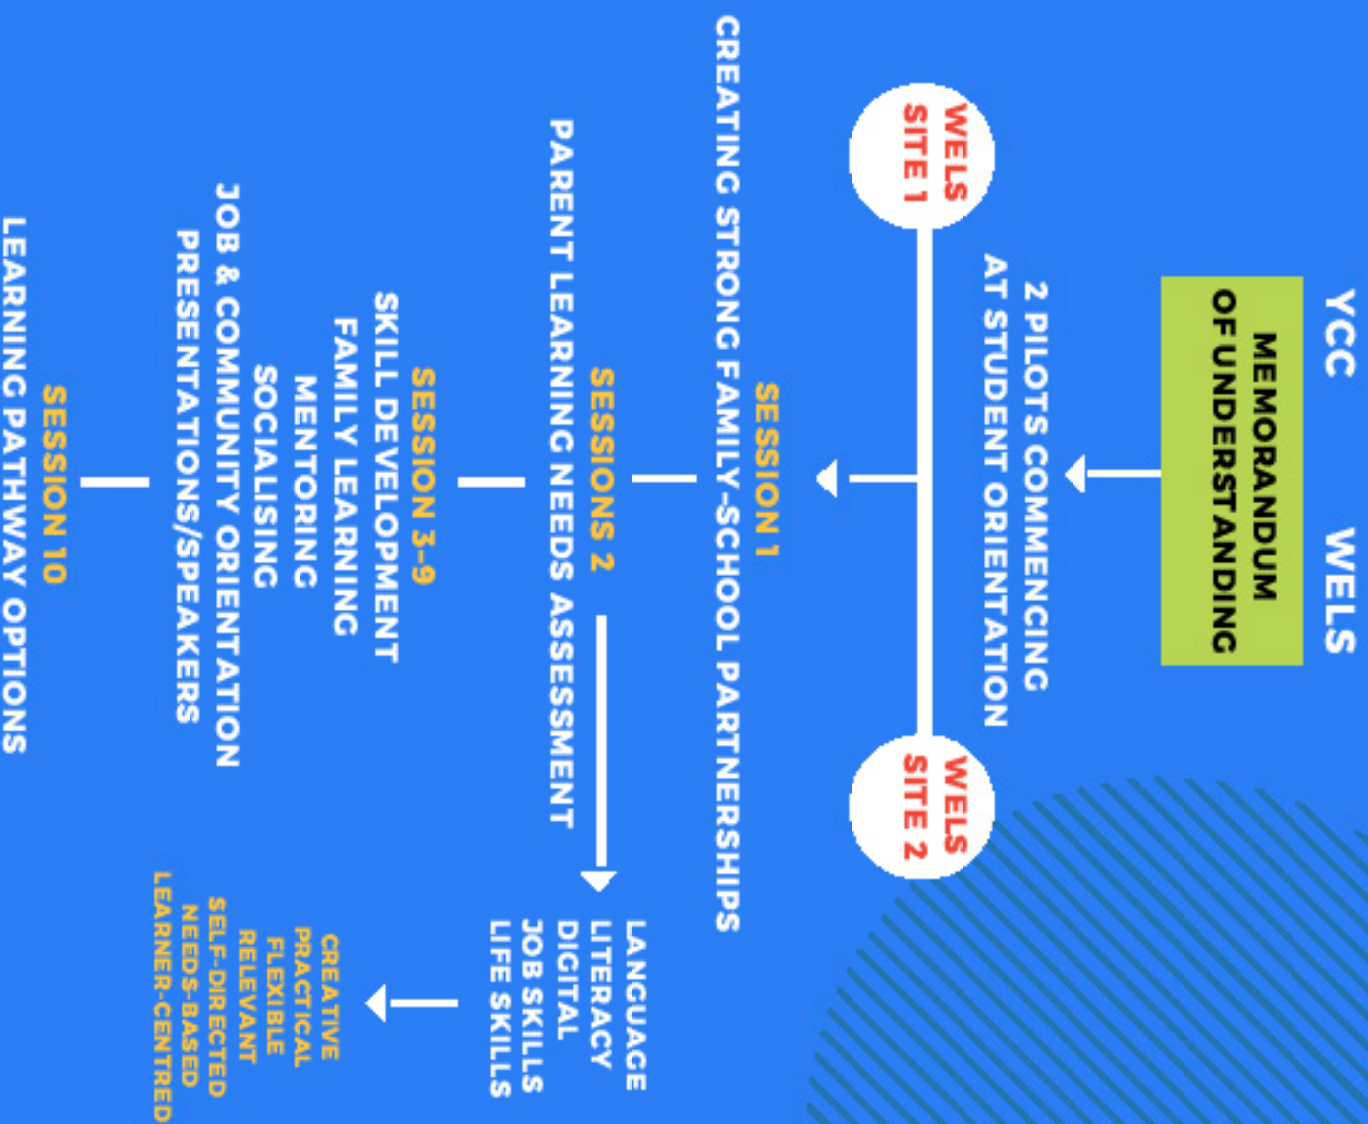 YCC WELS
MEMORANDUM
OF UNDERSTANDING
2 PILOTS COMMENCING
AT STUDENT ORIENTATION
WELS
SITE 1
WELS
SITE 2
SESSION 1
CREATING STRONG FAMILY-SCHOOL PARTNERSHIPS
SESSIONS 2
PARENT LEARNING NEEDS ASSESSMENT
LANGUAGE
LITERACY
DIGITAL
JOB SKILLS
LIFE SKILLS
SESSION 3-9
SKILL DEVELOPMENT
FAMILY LEARNING
MENTORING
SOCIALISING
JOB & COMMUNITY ORIENTATION
PRESENTATIONS/SPEAKERS
CREATIVE
PRACTICAL
FLEXIBLE
RELEVANT
SELF-DIRECTED
NEEDS-BASED
LEARNER-CENTRED
SESSION 10
LEARNING PATHWAY OPTIONS